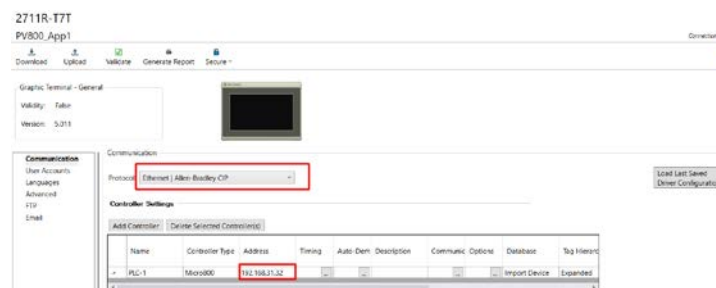 2711R-T7T
PV800_App1
Download Upload Validate Generate Report Secure
Graphic Terminal - General
Validity: False
Version: 5.011
Communication
User Accounts
Languages
Advanced
FTP
Email
Communication
Protocol Ethernet | Allen-Bradley CIP
Load Last Saved
Driver Configuratio
Controller Settings
Add Controller Delete Selected Controller(s)
Name Controller Type Address Timing Auto-Dem Description Communic Options Database Tag Hierarc
PLC-1 Micro800 192.168.31.32 ... ... ... ... Import Device Expanded